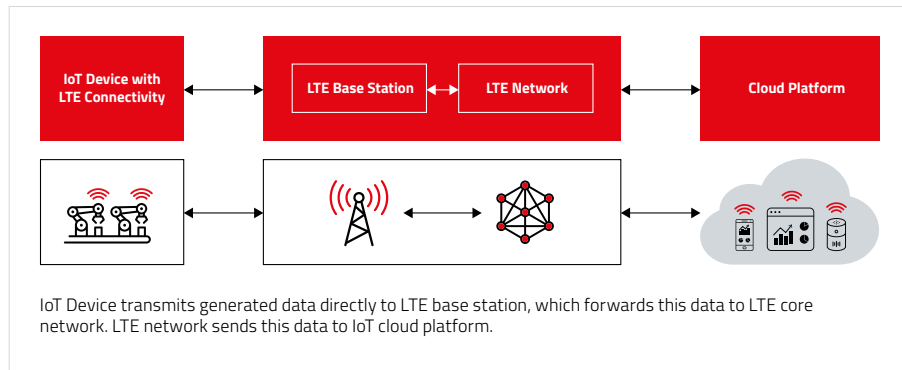 IoT Device with
LTE Connectivity
LTE Base Station
LTE Network
Cloud Platform
IoT Device transmits generated data directly to LTE base station, which forwards this data to LTE core
network. LTE network sends this data to IoT cloud platform.